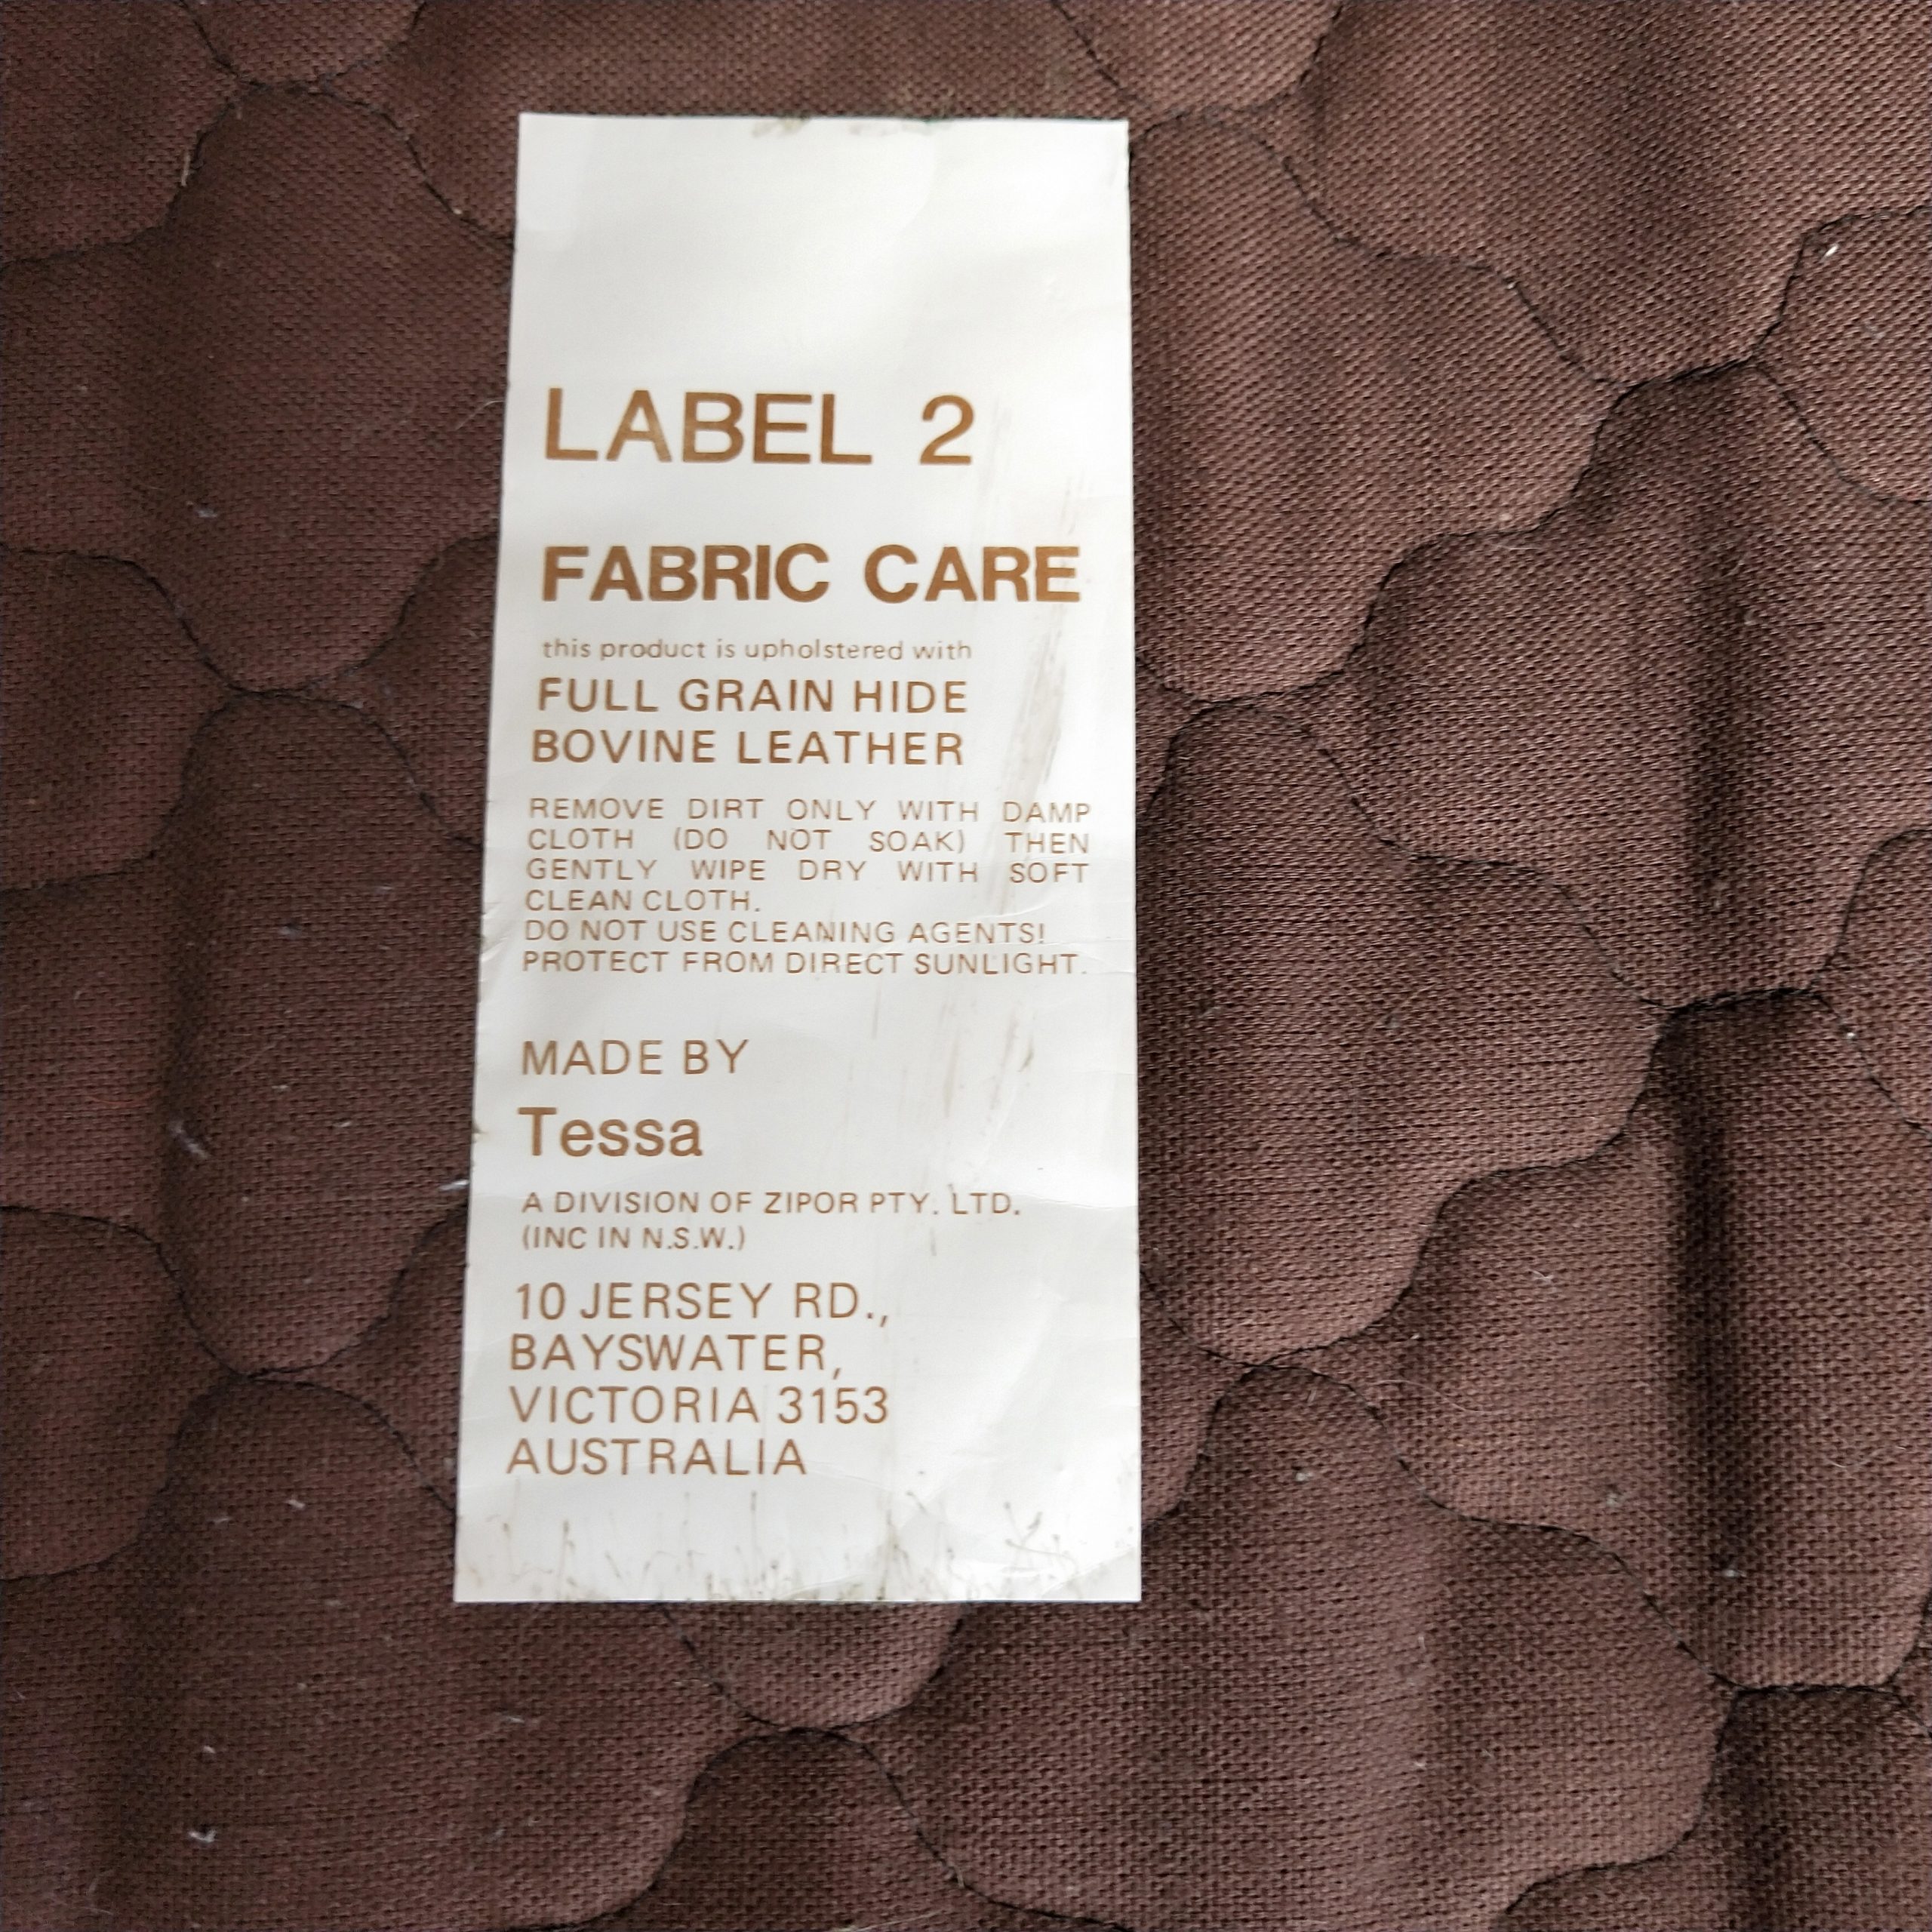 LABEL 2
FABRIC CARE
this product is upholstered with
FULL GRAIN HIDE
BOVINE LEATHER
REMOVE DIRT ONLY WITH DAMP
CLOTH (DO NOT SOAK) THEN
GENTLY WIPE DRY WITH SOFT
CLEAN CLOTH.
DO NOT USE CLEANING AGENTS!
PROTECT FROM DIRECT SUNLIGHT.
MADE BY
Tessa
A DIVISION OF ZIPOR PTY. LTD.
(INC IN N.S.W.)
10 JERSEY RD.,
BAYSWATER,
VICTORIA 3153
AUSTRALIA